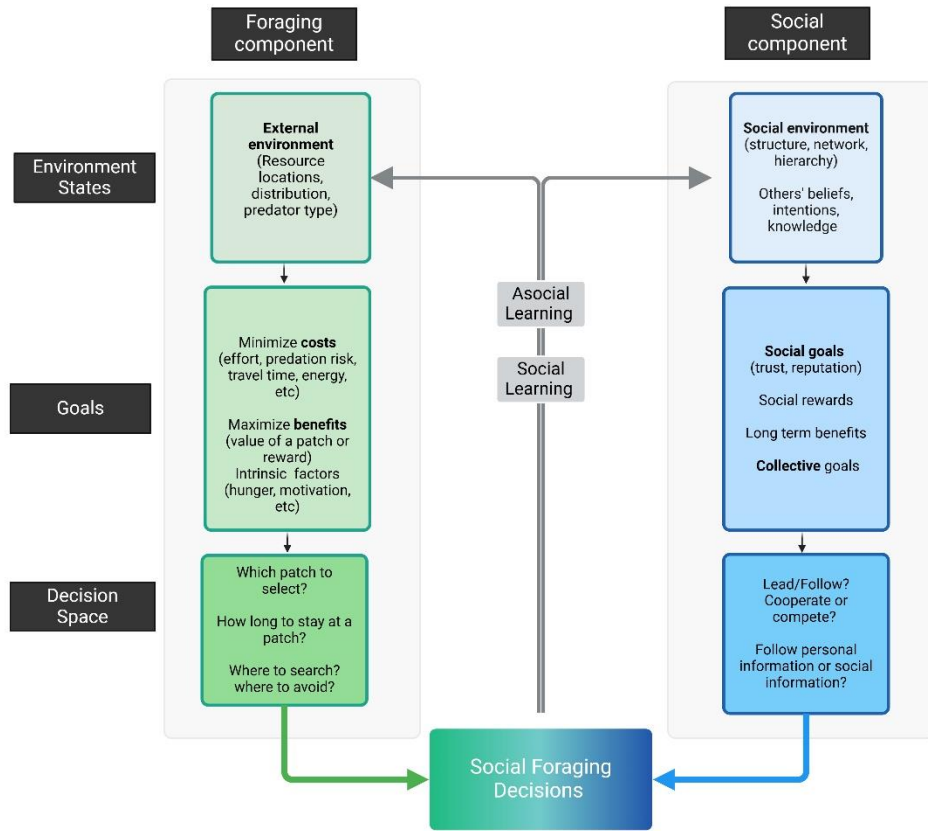 Foraging
component
Social
component
Environment
States
External
environment
(Resource
locations,
distribution,
predator type)
Social environment
(structure, network,
hierarchy)
Others' beliefs,
intentions,
knowledge
Asocial
Learning
Social
Learning
Goals
Minimize costs
(effort, predation risk,
travel time, energy,
etc)
Maximize benefits
(value of a patch or
reward)
Intrinsic factors
(hunger, motivation,
etc)
Social goals
(trust, reputation)
Social rewards
Long term benefits
Collective goals
Decision
Space
Which patch to
select?
How long to stay at a
patch?
Where to search?
where to avoid?
Lead/Follow?
Cooperate or
compete?
Follow personal
information or social
information?
Social Foraging
Decisions